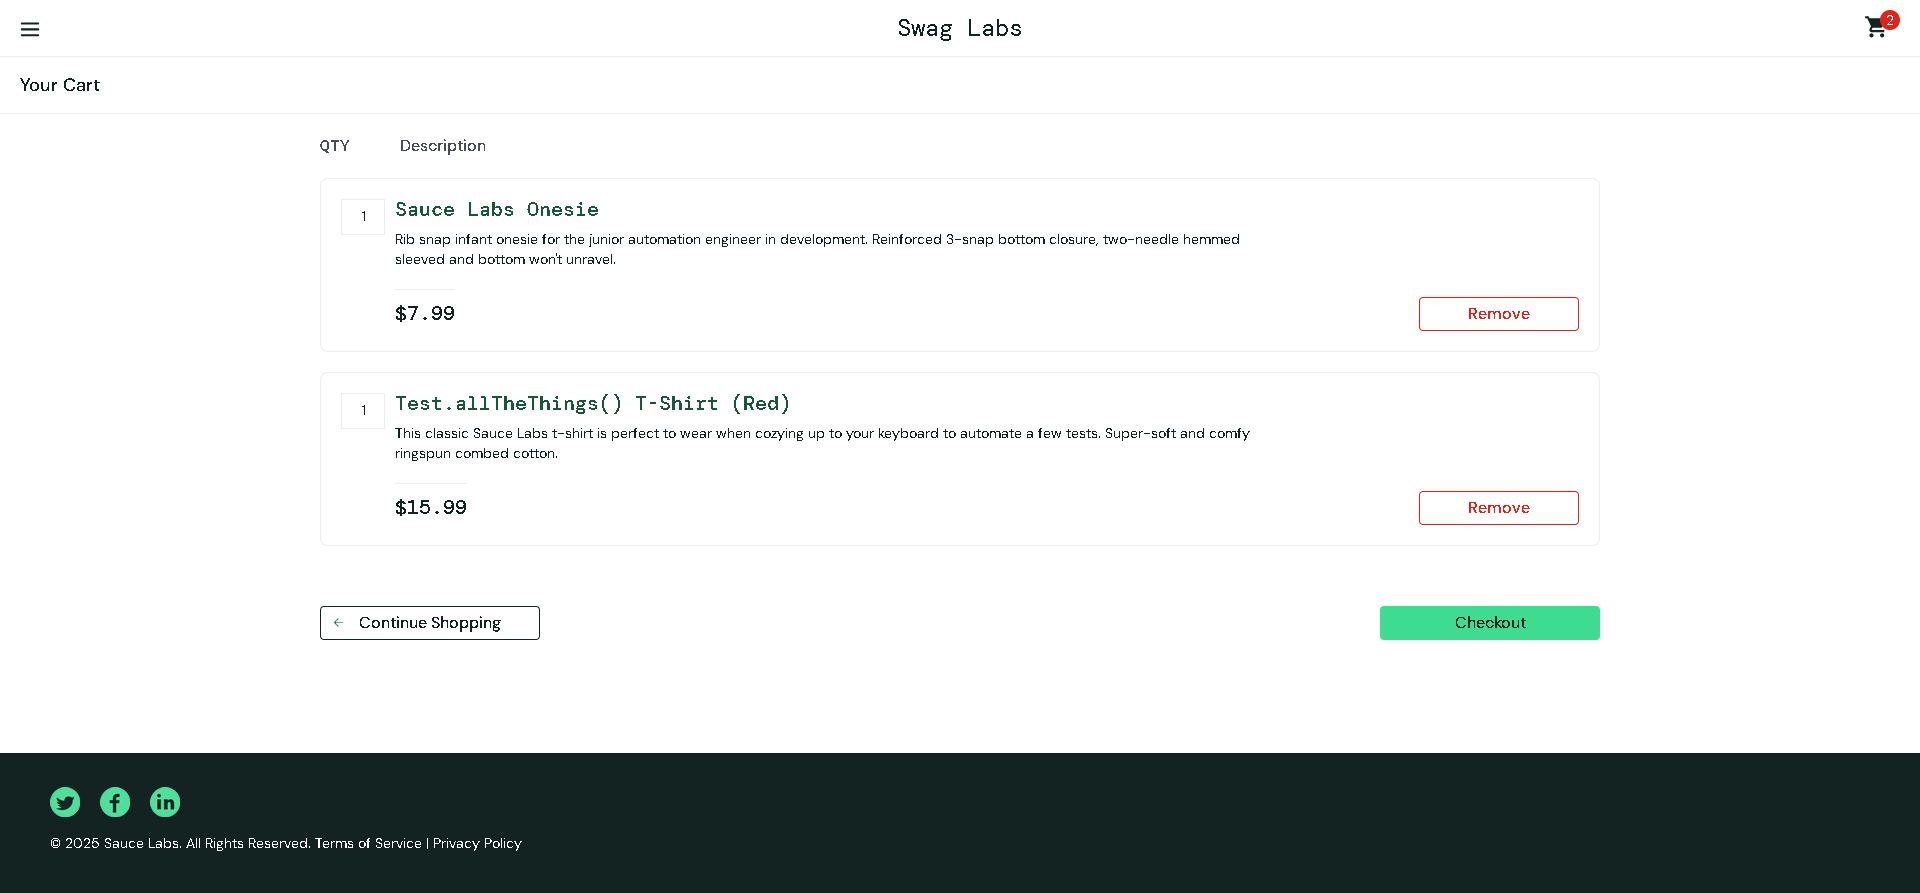 Swag Labs
2
Your Cart
QTY Description
1 Sauce Labs Onesie
Rib snap infant onesie for the junior automation engineer in development. Reinforced 3-snap bottom closure, two-needle hemmed
sleeved and bottom won't unravel.
$7.99
Remove
1 Test.allTheThings() T-Shirt (Red)
This classic Sauce Labs t-shirt is perfect to wear when cozying up to your keyboard to automate a few tests. Super-soft and comfy
ringspun combed cotton.
$15.99
Remove
Continue Shopping
Checkout
© 2025 Sauce Labs. All Rights Reserved. Terms of Service | Privacy Policy